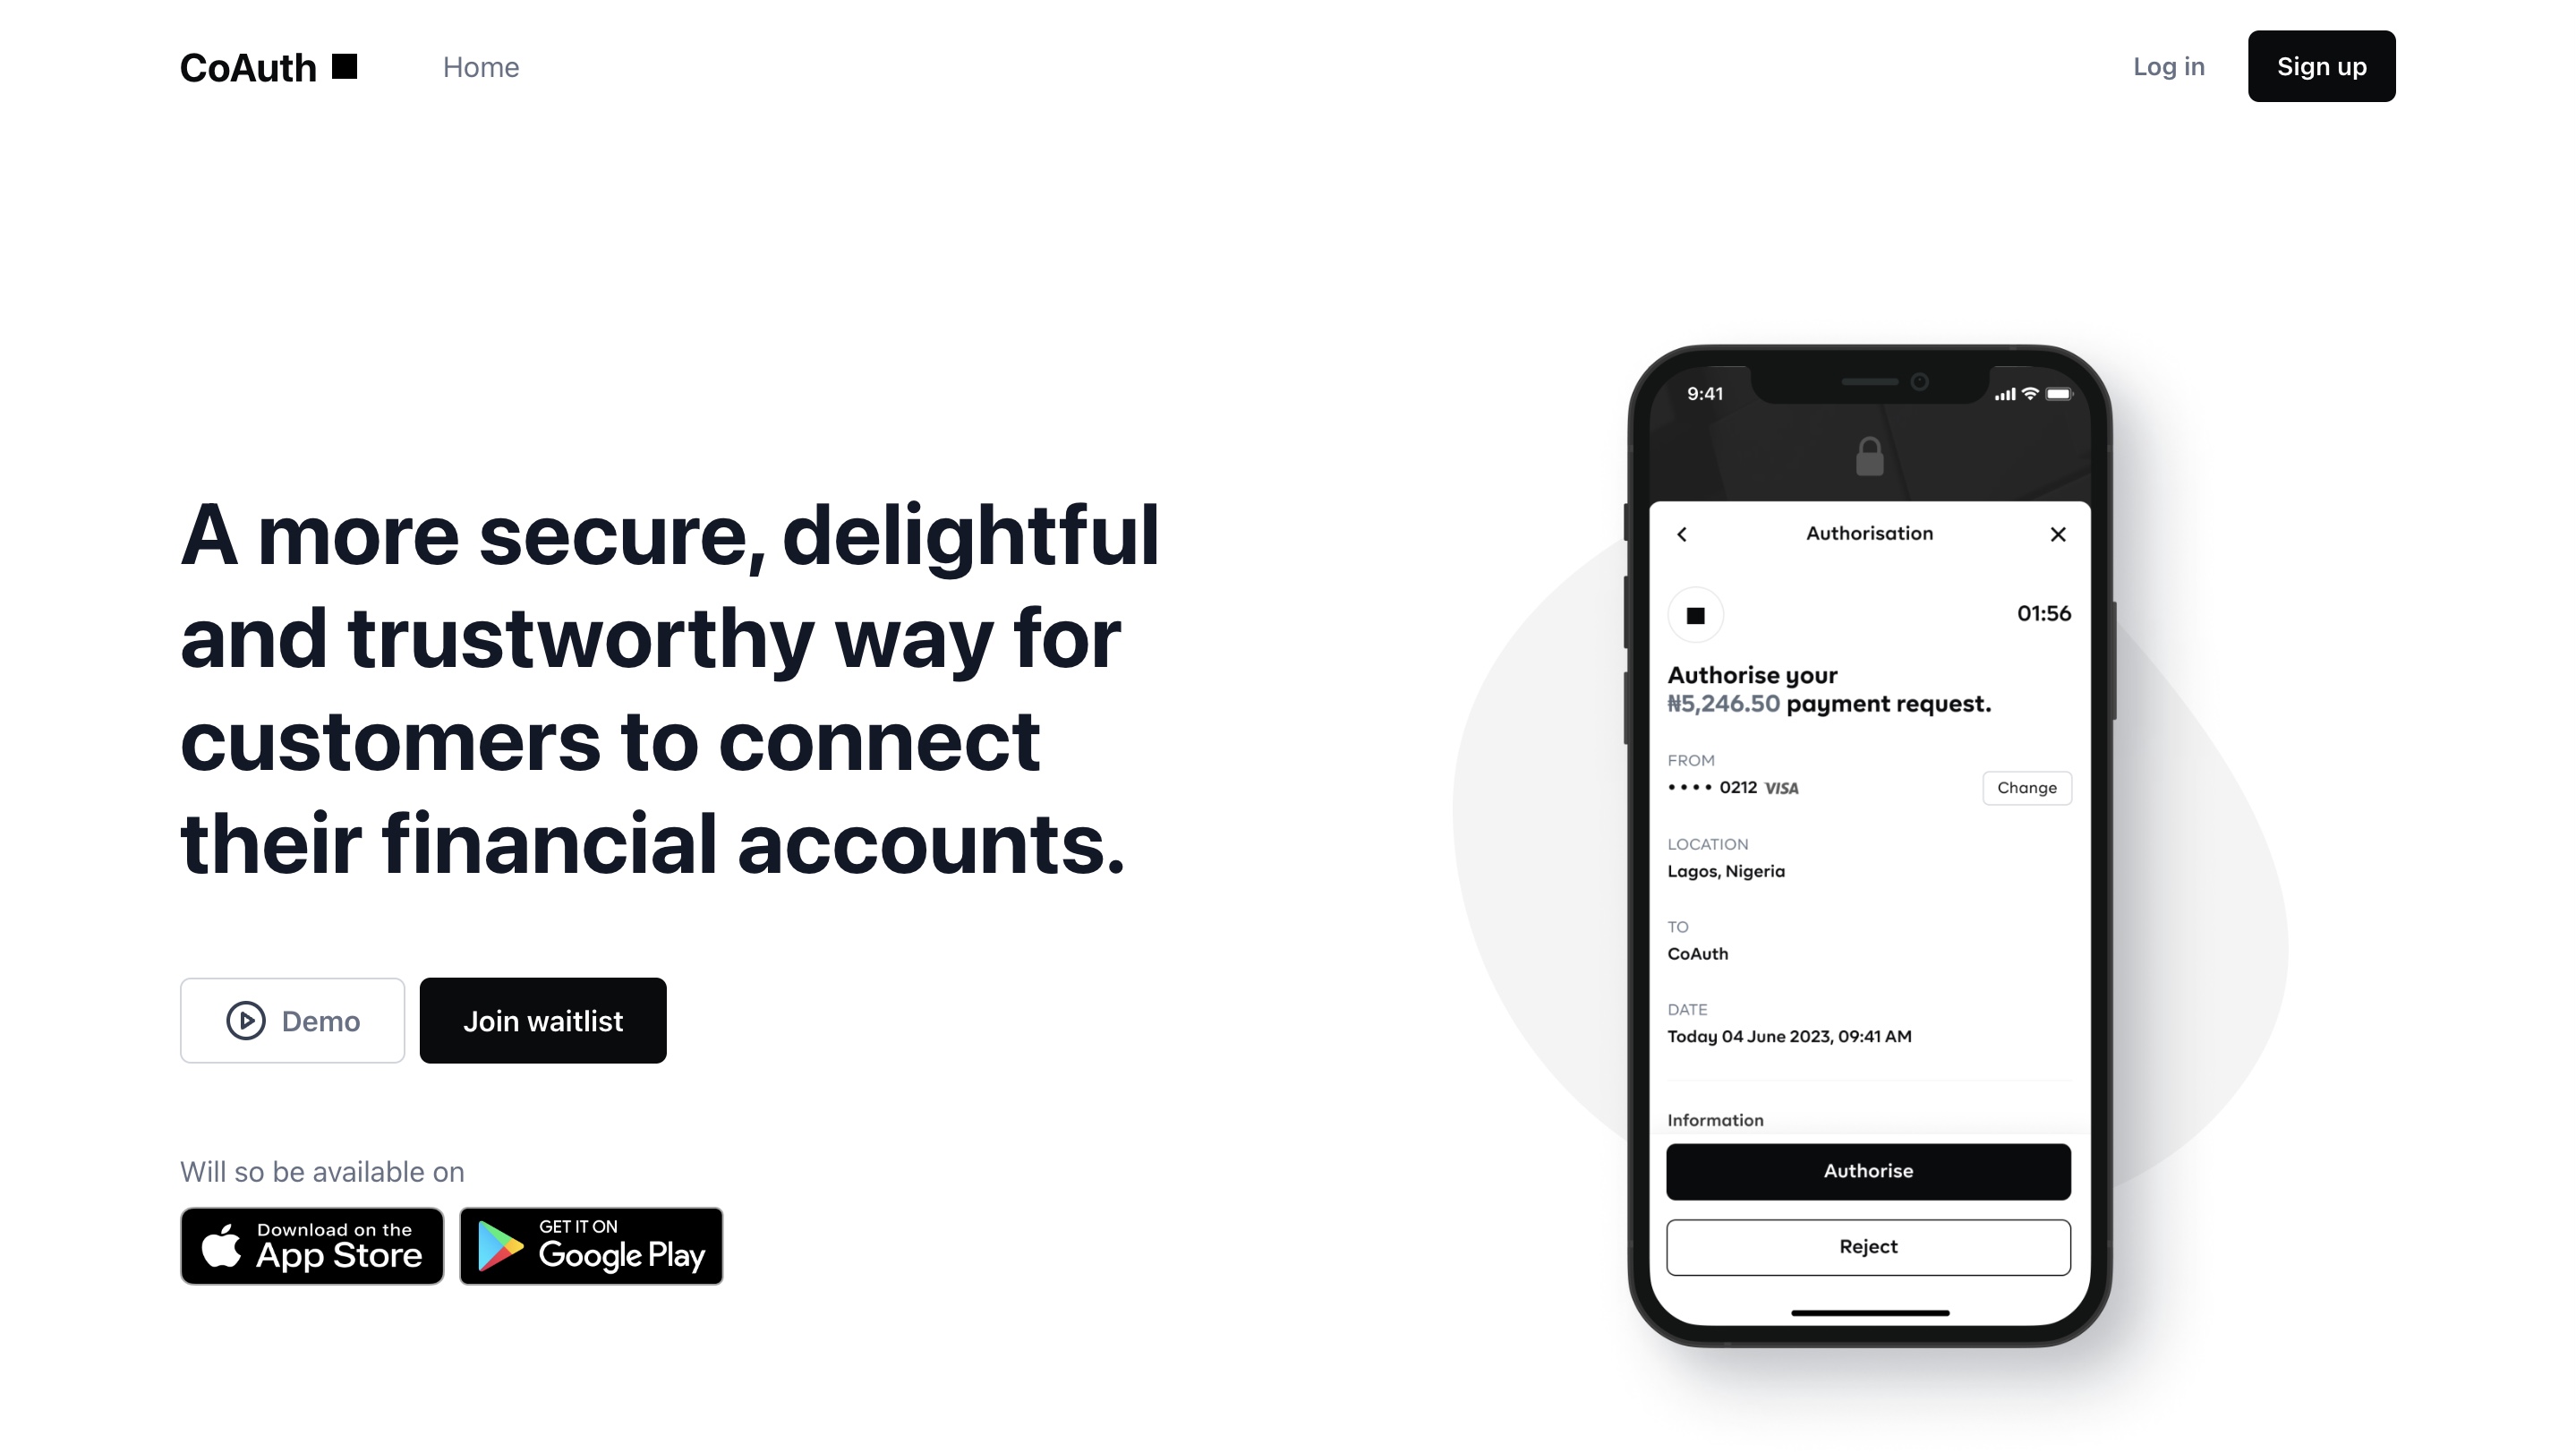 CoAuth
Home
Log in
Sign up
A more secure, delightful
and trustworthy way for
customers to connect
their financial accounts.
Demo
Join waitlist
Will so be available on
Download on the
App Store
GET IT ON
Google Play
9:41
Authorisation
01:56
Authorise your
₦5,246.50 payment request.
FROM
•••• 0212 VISA
Change
LOCATION
Lagos, Nigeria
TO
CoAuth
DATE
Today 04 June 2023, 09:41 AM
Information
Authorise
Reject